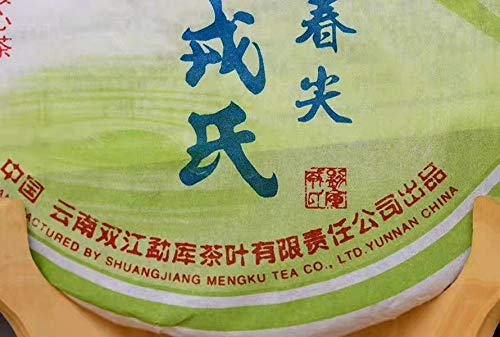 春尖
戎氏
中国 云南双江勐库茶叶有限责任公司出品
MANUFACTURED BY SHUANGJIANG MENGKU TEA CO., LTD.YUNNAN CHINA